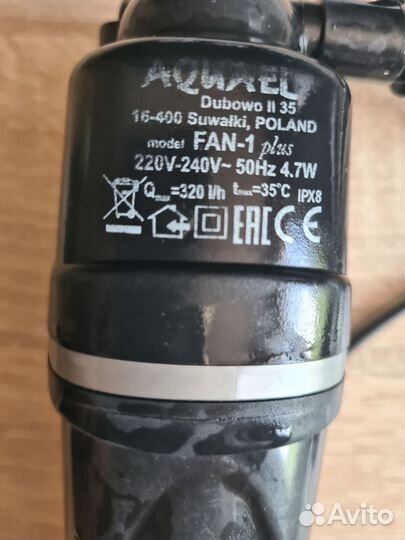 AQUAEL
Dubowo II 35
16-400 Suwałki, POLAND
model FAN-1 plus
220V-240V~ 50Hz 4.7W
Qmax=320 l/h tmax=35°C IPX8
EAC CE
Avito